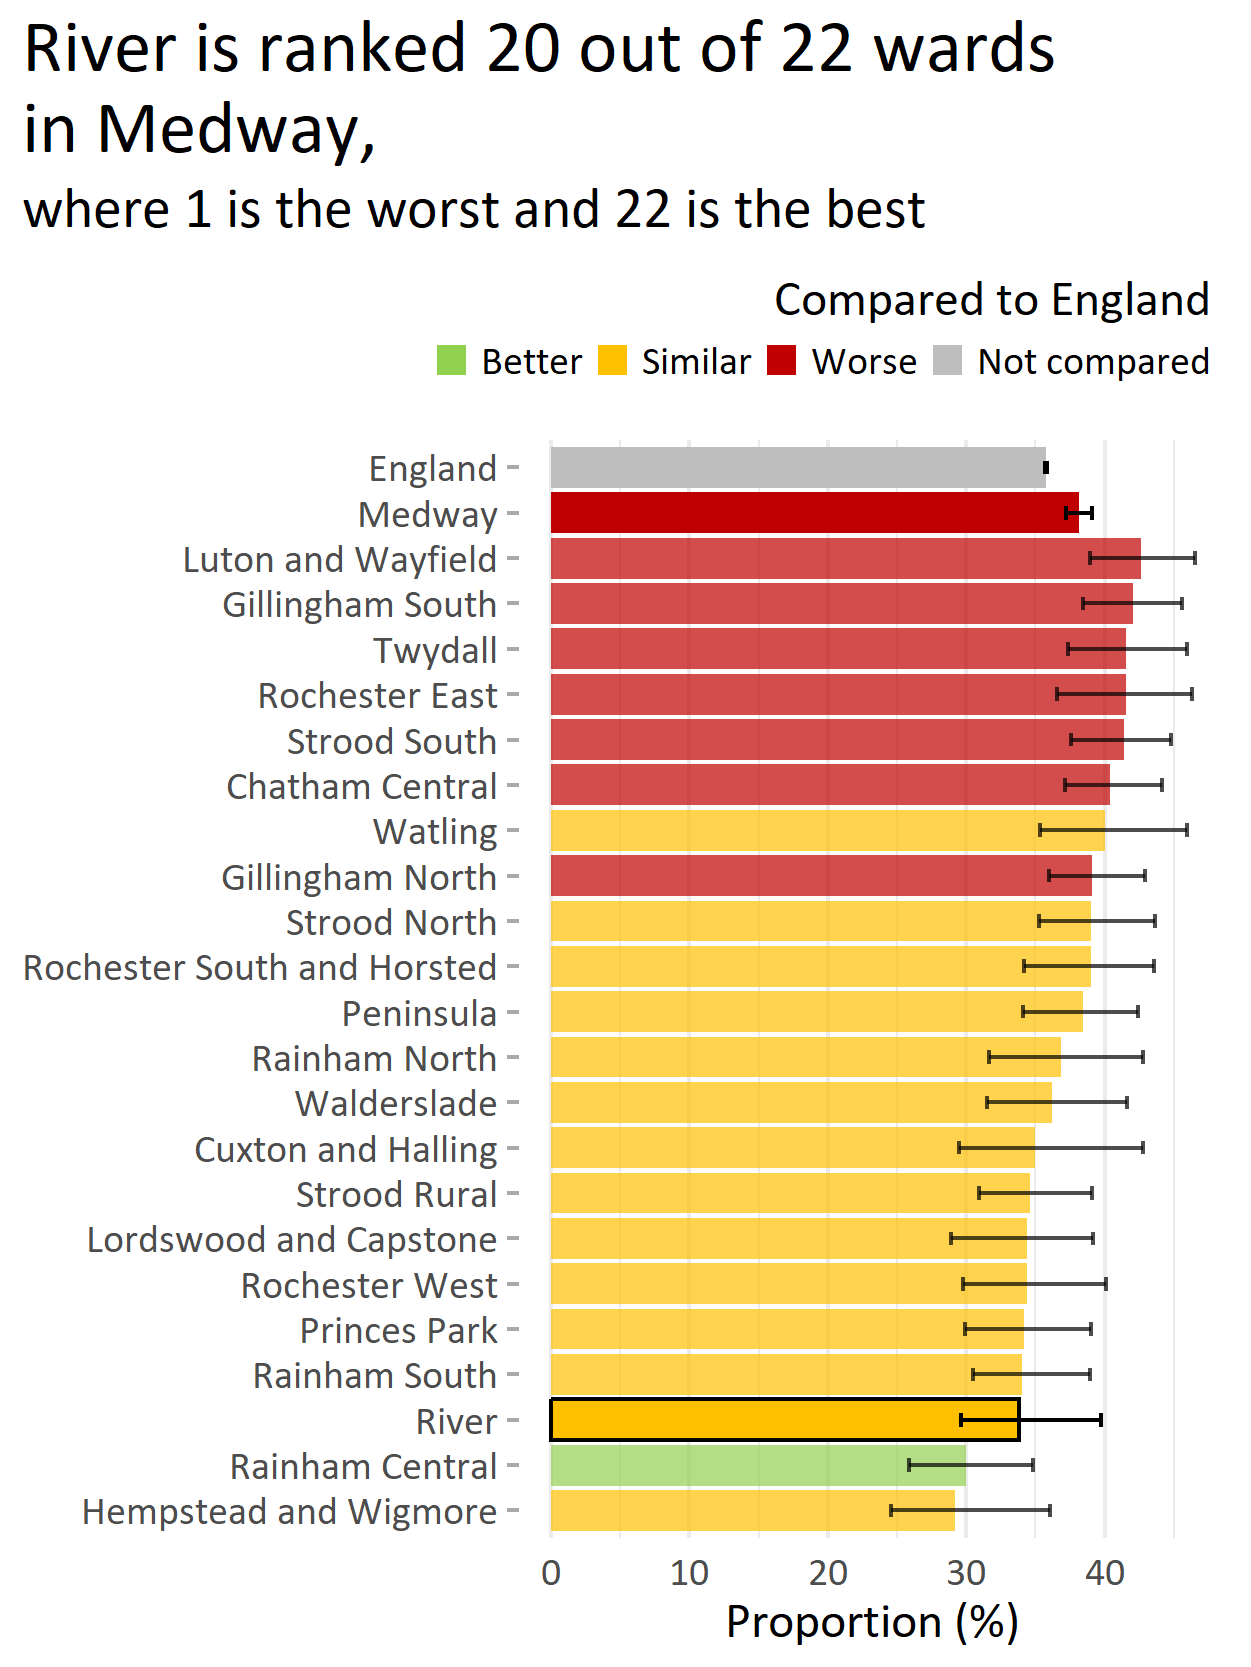 River is ranked 20 out of 22 wards
in Medway,
where 1 is the worst and 22 is the best
Compared to England
Better Similar Worse Not compared
England
Medway
Luton and Wayfield
Gillingham South
Twydall
Rochester East
Strood South
Chatham Central
Watling
Gillingham North
Strood North
Rochester South and Horsted
Peninsula
Rainham North
Walderslade
Cuxton and Halling
Strood Rural
Lordswood and Capstone
Rochester West
Princes Park
Rainham South
River
Rainham Central
Hempstead and Wigmore
0 10 20 30 40
Proportion (%)